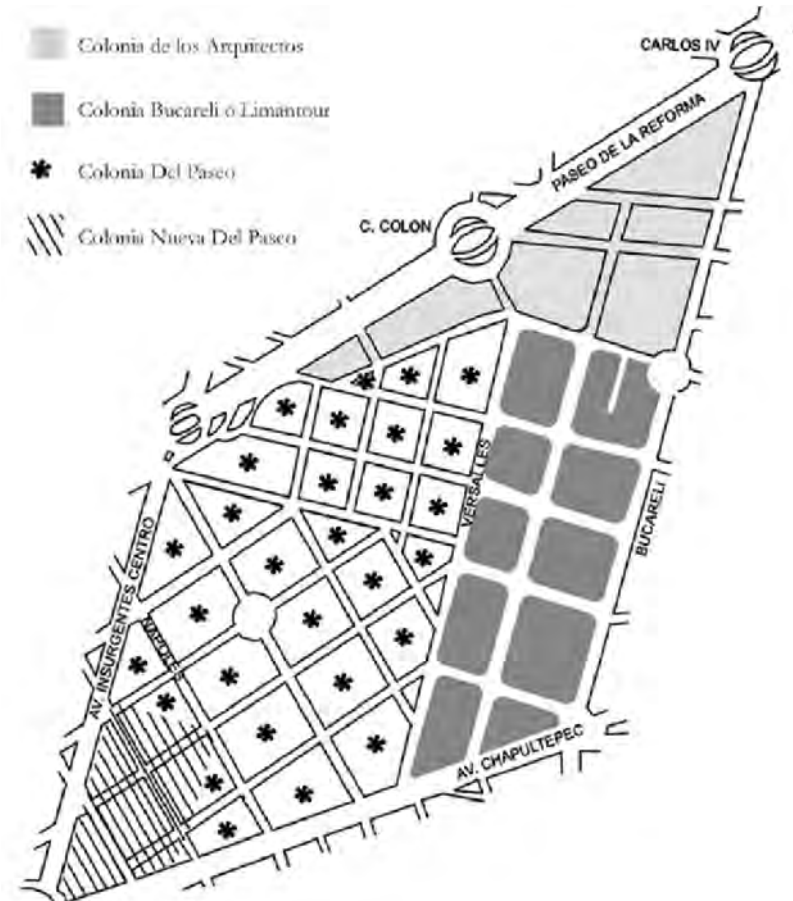 Colonia de los Arquitectos
Colonia Bucareli ó Limantour
Colonia Del Paseo
Colonia Nueva Del Paseo
CARLOS IV
PASEO DE LA REFORMA
C. COLON
VERSALLES
BUCARELI
AV. INSURGENTES CENTRO
NAPOLES
AV. CHAPULTEPEC